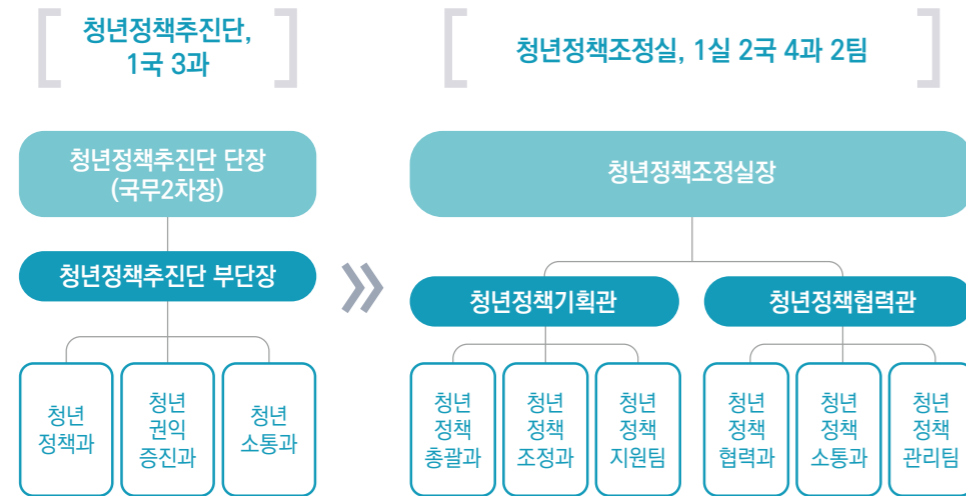 청년정책추진단,
1국 3과
청년정책조정실, 1실 2국 4과 2팀
청년정책추진단 단장
(국무2차장)
청년정책추진단 부단장
청년
정책과
청년
권익
증진과
청년
소통과
청년정책조정실장
청년정책기획관
청년정책협력관
청년
정책
총괄과
청년
정책
조정과
청년
정책
지원팀
청년
정책
협력과
청년
정책
소통과
청년
정책
관리팀